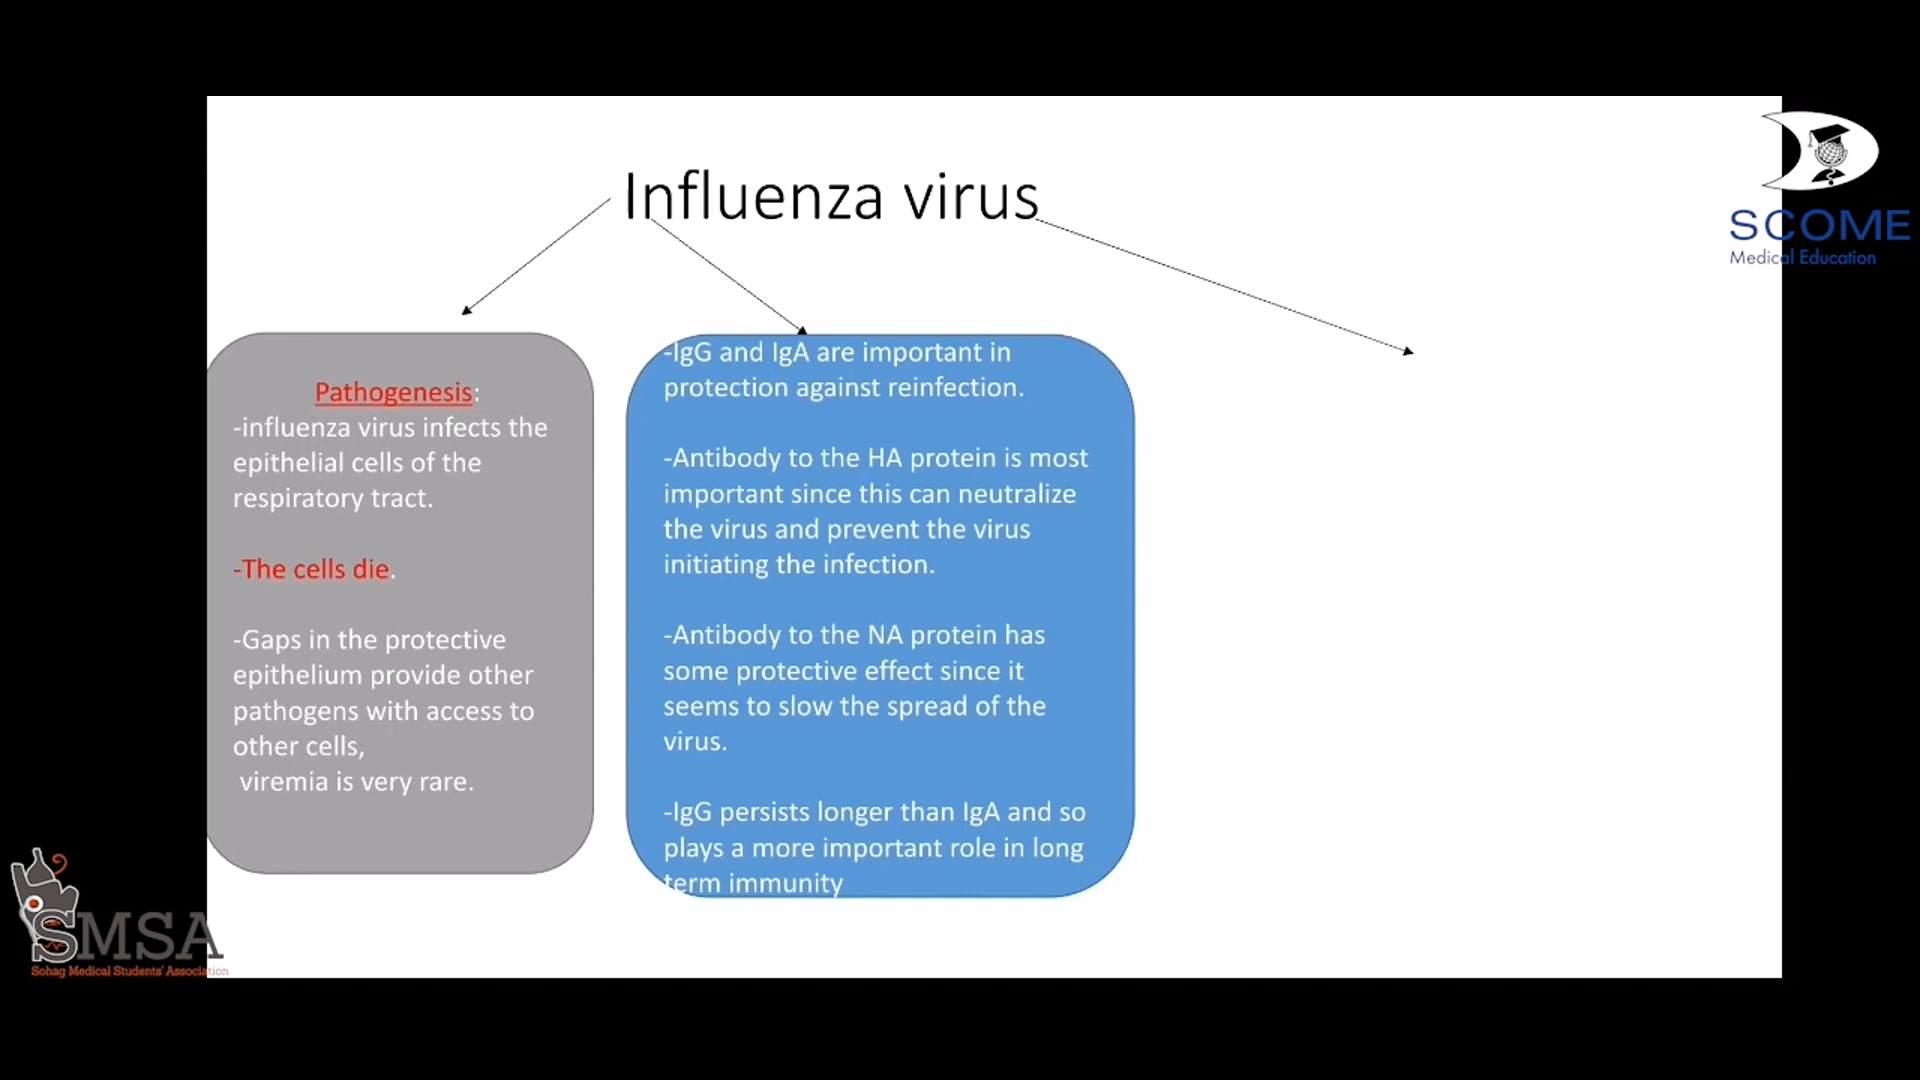 Influenza virus
SCOME
Medical Education
Pathogenesis:
-influenza virus infects the
epithelial cells of the
respiratory tract.
-The cells die.
-Gaps in the protective
epithelium provide other
pathogens with access to
other cells,
viremia is very rare.
-IgG and IgA are important in
protection against reinfection.
-Antibody to the HA protein is most
important since this can neutralize
the virus and prevent the virus
initiating the infection.
-Antibody to the NA protein has
some protective effect since it
seems to slow the spread of the
virus.
-IgG persists longer than IgA and so
plays a more important role in long
term immunity
SMSA
Sohag Medical Students' Association